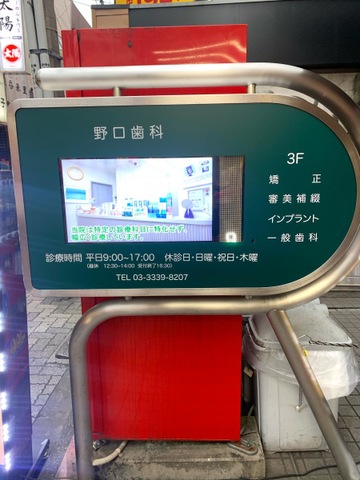 太陽
野口歯科
3F
矯正
審美補綴
インプラント
一般歯科
当院は特定の診療科目に特化せず
幅広く診療しています。
診療時間 平日9:00~17:00 休診日・日曜・祝日・木曜
(昼休 12:30~14:00 受付終了16:30)
TEL 03-3339-8207